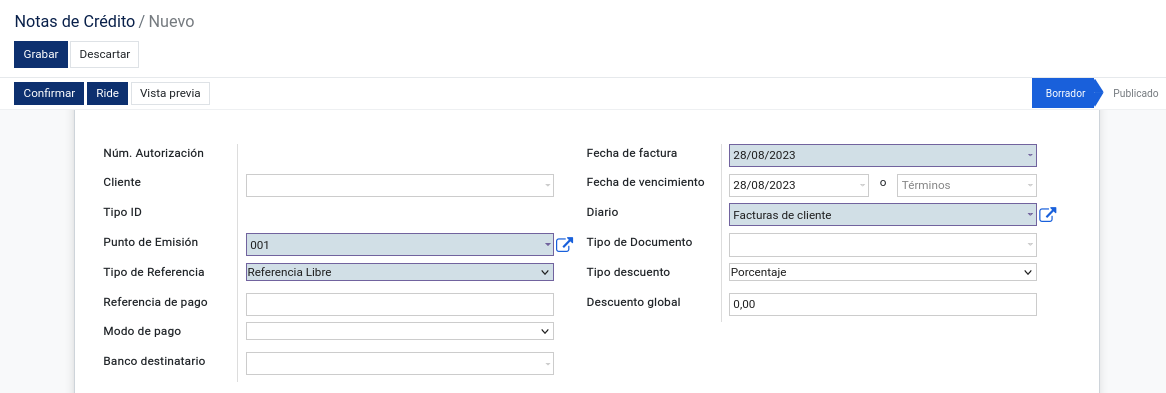 Notas de Crédito / Nuevo
Grabar Descartar
Confirmar Ride Vista previa Borrador Publicado
Núm. Autorización
Cliente
Tipo ID
Punto de Emisión 001
Tipo de Referencia Referencia Libre
Referencia de pago
Modo de pago
Banco destinatario
Fecha de factura 28/08/2023
Fecha de vencimiento 28/08/2023 o Términos
Diario Facturas de cliente
Tipo de Documento
Tipo descuento Porcentaje
Descuento global 0,00